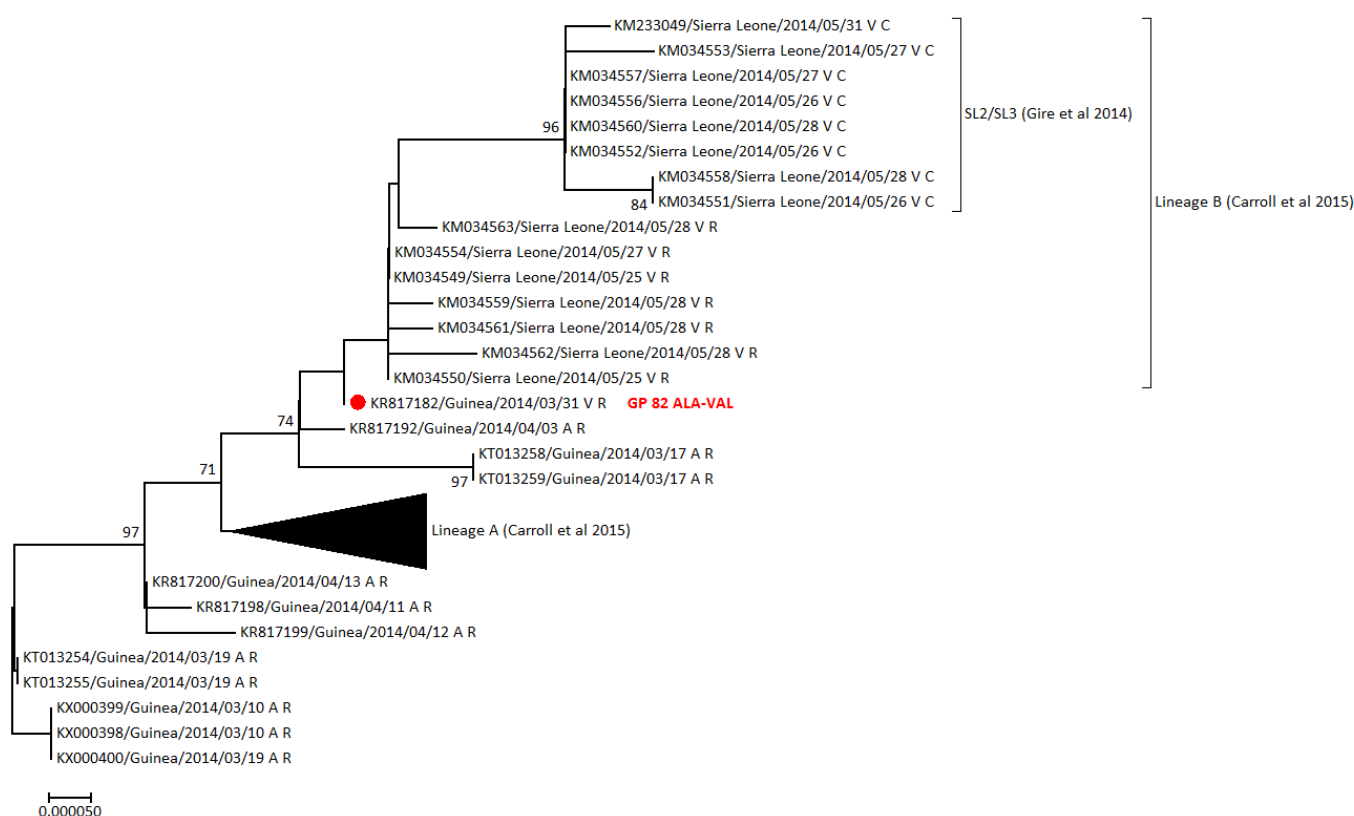 KM233049/Sierra Leone/2014/05/31 V C
KM034553/Sierra Leone/2014/05/27 V C
KM034557/Sierra Leone/2014/05/27 V C
KM034556/Sierra Leone/2014/05/26 V C
SL2/SL3 (Gire et al 2014)
96
KM034560/Sierra Leone/2014/05/28 V C
KM034552/Sierra Leone/2014/05/26 V C
KM034558/Sierra Leone/2014/05/28 V C
84
KM034551/Sierra Leone/2014/05/26 V C
Lineage B (Carroll et al 2015)
KM034563/Sierra Leone/2014/05/28 V R
KM034554/Sierra Leone/2014/05/27 V R
KM034549/Sierra Leone/2014/05/25 V R
KM034559/Sierra Leone/2014/05/28 V R
KM034561/Sierra Leone/2014/05/28 V R
KM034562/Sierra Leone/2014/05/28 V R
KM034550/Sierra Leone/2014/05/25 V R
KR817182/Guinea/2014/03/31 V R GP 82 ALA-VAL
74
KR817192/Guinea/2014/04/03 A R
KT013258/Guinea/2014/03/17 A R
71
97
KT013259/Guinea/2014/03/17 A R
Lineage A (Carroll et al 2015)
97
KR817200/Guinea/2014/04/13 A R
KR817198/Guinea/2014/04/11 A R
KR817199/Guinea/2014/04/12 A R
KT013254/Guinea/2014/03/19 A R
KT013255/Guinea/2014/03/19 A R
KX000399/Guinea/2014/03/10 A R
KX000398/Guinea/2014/03/10 A R
KX000400/Guinea/2014/03/19 A R
0.000050